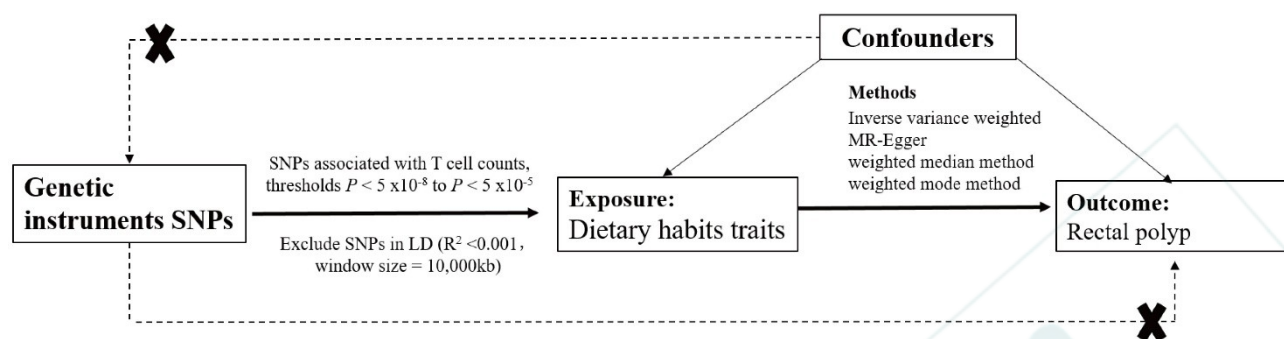 Confounders
Methods
Inverse variance weighted
MR-Egger
weighted median method
weighted mode method
SNPs associated with T cell counts,
thresholds P < 5 x10⁻⁸ to P < 5 x10⁻⁵
Genetic
instruments SNPs
Exclude SNPs in LD (R² <0.001，
window size = 10,000kb)
Exposure:
Dietary habits traits
Outcome:
Rectal polyp